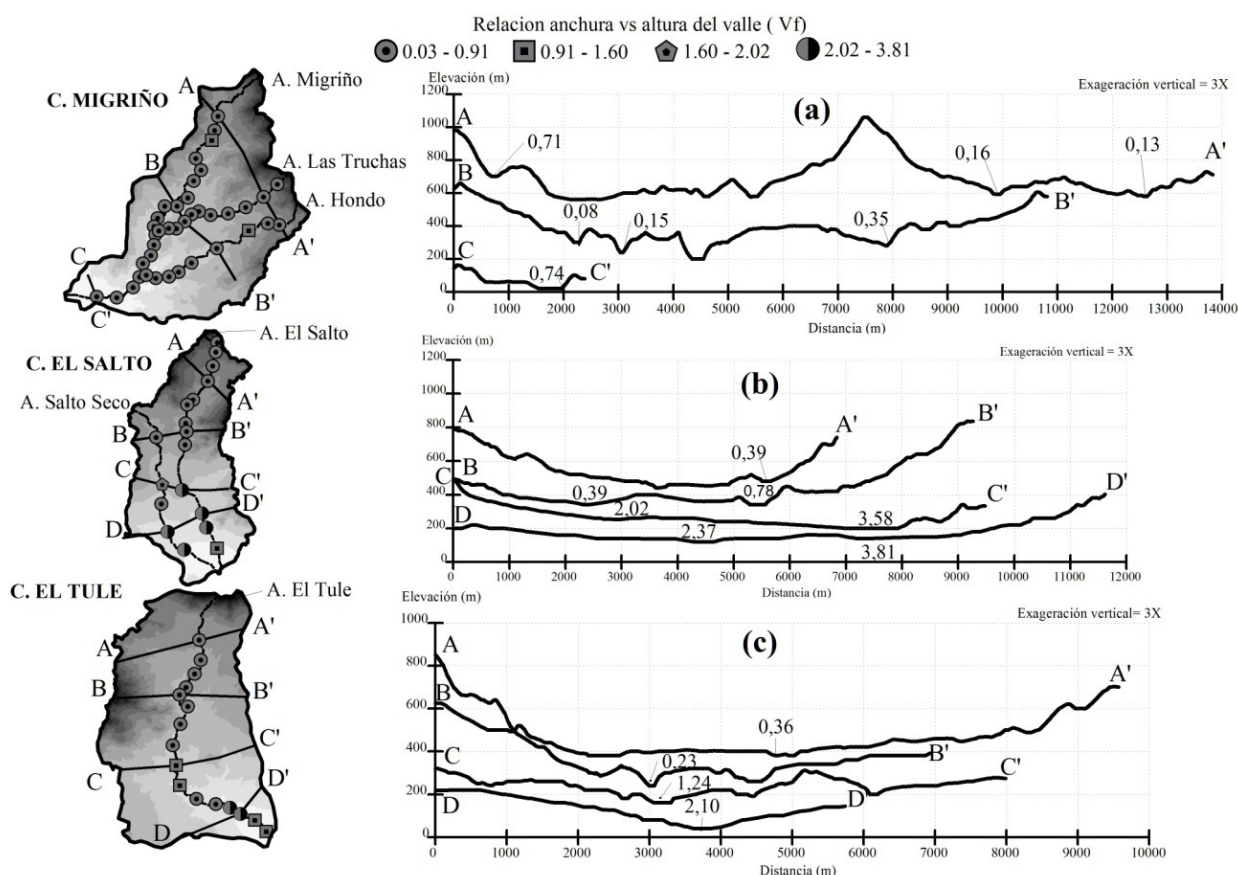 Relacion anchura vs altura del valle ( Vf)
0.03 - 0.91 0.91 - 1.60 1.60 - 2.02 2.02 - 3.81
C. MIGRIÑO
A
A. Migriño
B
A. Las Truchas
A. Hondo
C
A'
B'
C'
Elevación (m)
Exageración vertical = 3X
(a)
1200
1000
800
600
400
200
0
A
B
C
0,71
0,08
0,15
0,74
C'
0,35
0,16
0,13
A'
B'
0 1000 2000 3000 4000 5000 6000 7000 8000 9000 10000 11000 12000 13000 14000
Distancia (m)
C. EL SALTO
A
A. El Salto
A. Salto Seco
A'
B
B'
C
C'
D'
D
Elevación (m)
Exageración vertical = 3X
(b)
1200
1000
800
600
400
200
0
A
B
C
D
0,39
A'
B'
0,39
0,78
2,02
3,58
C'
D'
2,37
3,81
0 1000 2000 3000 4000 5000 6000 7000 8000 9000 10000 11000 12000
Distancia (m)
C. EL TULE
A. El Tule
A
A'
B
B'
C
C'
D'
D
Elevación (m)
Exageración vertical= 3X
(c)
1000
800
600
400
200
0
A
B
C
D
0,36
0,23
1,24
2,10
A'
B'
C'
D'
0 1000 2000 3000 4000 5000 6000 7000 8000 9000 10000
Distancia (m)